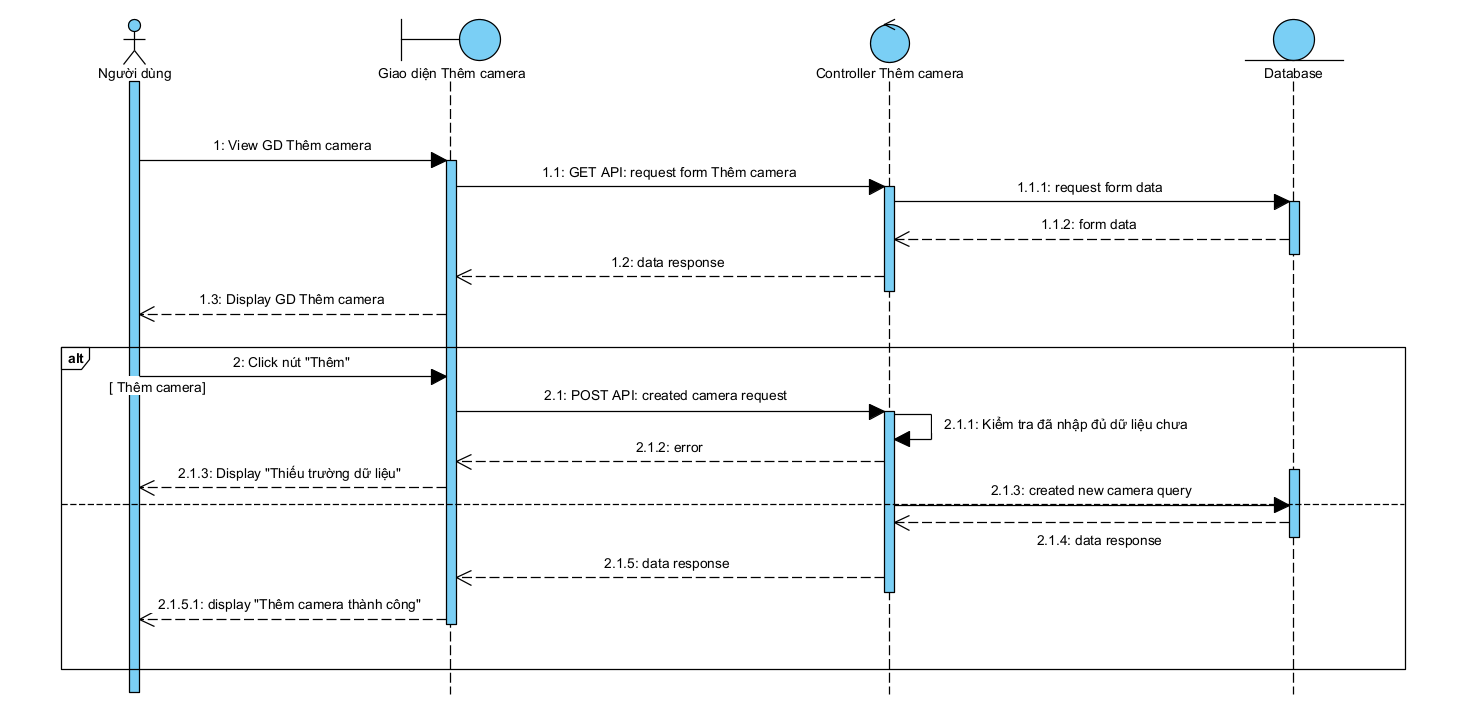 Người dùng
Giao diện Thêm camera
Controller Thêm camera
Database
1: View GD Thêm camera
1.1: GET API: request form Thêm camera
1.1.1: request form data
1.1.2: form data
1.2: data response
1.3: Display GD Thêm camera
alt
2: Click nút "Thêm"
[ Thêm camera]
2.1: POST API: created camera request
2.1.1: Kiểm tra đã nhập đủ dữ liệu chưa
2.1.2: error
2.1.3: Display "Thiếu trường dữ liệu"
2.1.3: created new camera query
2.1.4: data response
2.1.5: data response
2.1.5.1: display "Thêm camera thành công"